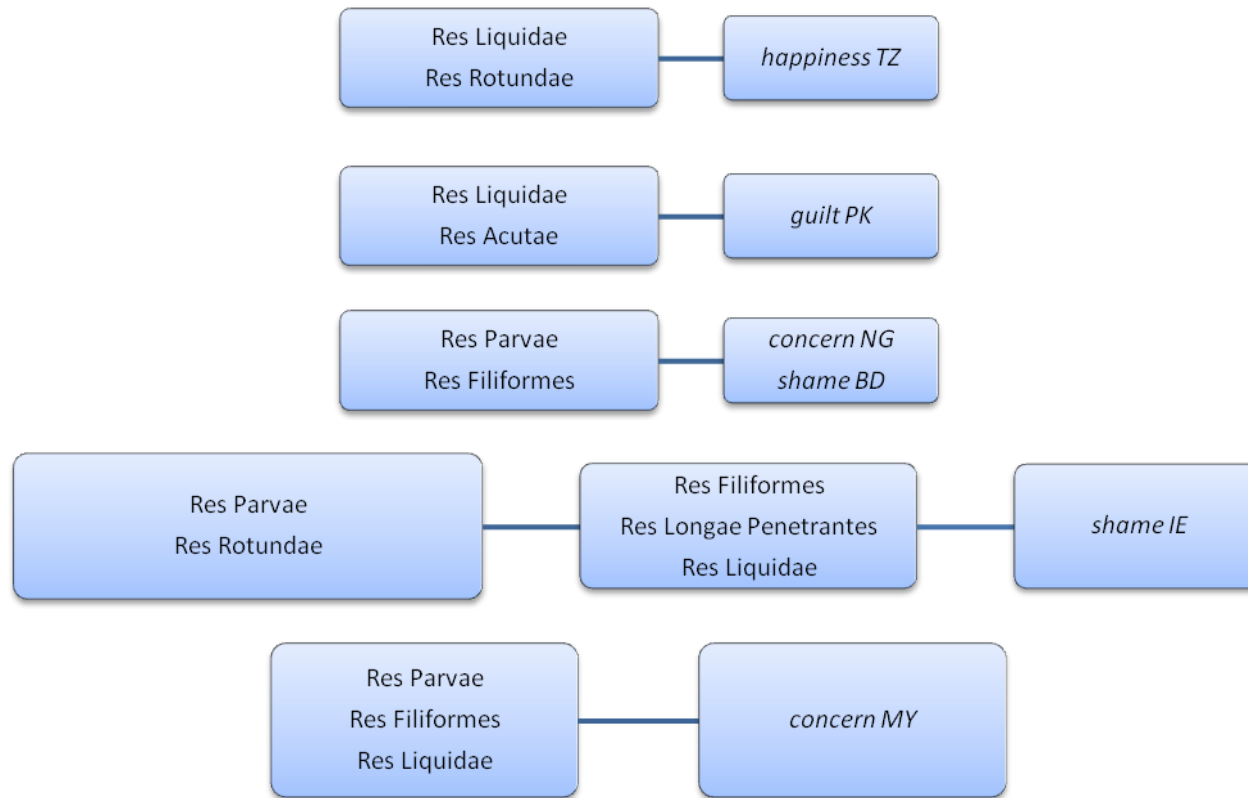 Res Liquidae
Res Rotundae
happiness TZ
Res Liquidae
Res Acutae
guilt PK
Res Parvae
Res Filiformes
concern NG
shame BD
Res Parvae
Res Rotundae
Res Filiformes
Res Longae Penetrantes
Res Liquidae
shame IE
Res Parvae
Res Filiformes
Res Liquidae
concern MY